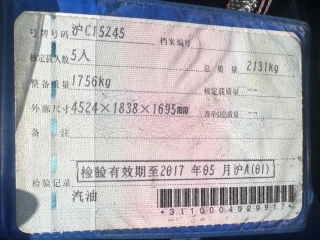 号牌号码 沪C15245 档案编号
核定载人数 5人 总质量 2131kg
整备质量 1756kg 核定载质量
外廓尺寸 4524×1838×1695mm 准牵引总质量
备注
检验有效期至2017年05月沪A(01)
检验记录
汽油
*3110004929917*